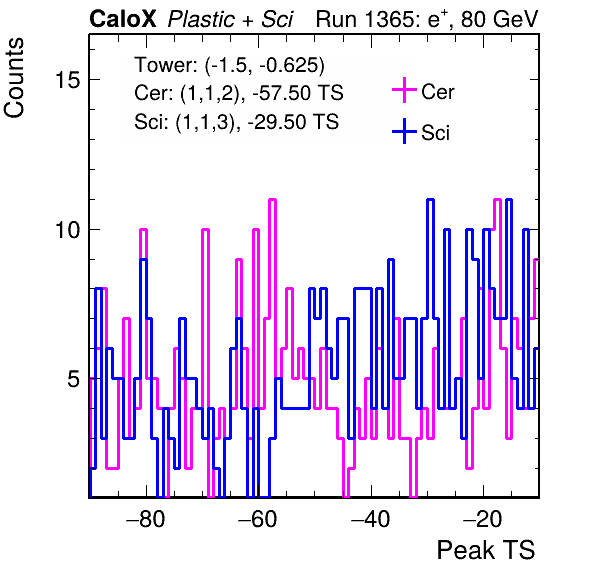 CaloX Plastic + Sci Run 1365: e⁺, 80 GeV
Counts
Tower: (-1.5, -0.625)
Cer: (1,1,2), -57.50 TS
Sci: (1,1,3), -29.50 TS
Cer
Sci
15
10
5
−80 −60 −40 −20
Peak TS